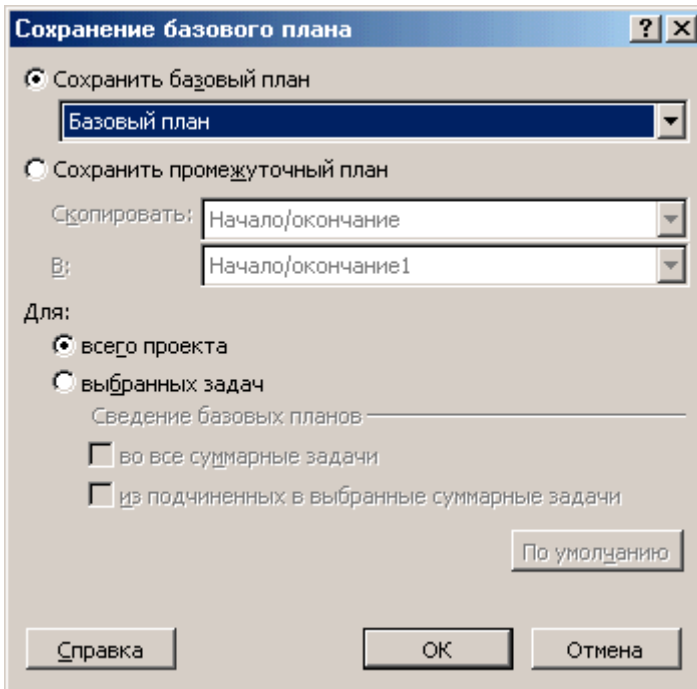 Сохранение базового плана
Сохранить базовый план
Базовый план
Сохранить промежуточный план
Скопировать: Начало/окончание
В: Начало/окончание1
Для:
всего проекта
выбранных задач
Сведение базовых планов
во все суммарные задачи
из подчиненных в выбранные суммарные задачи
По умолчанию
Справка ОК Отмена